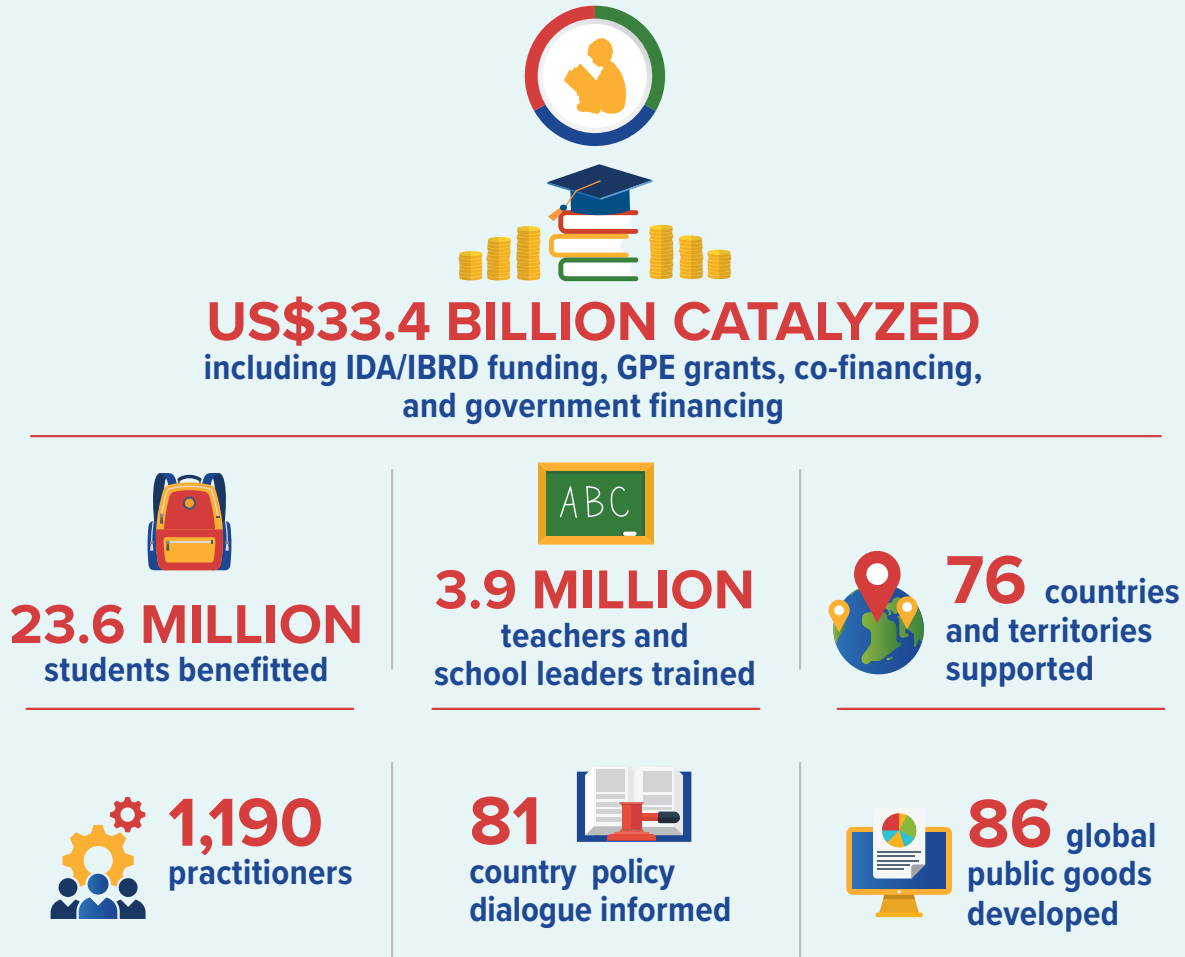 US$33.4 BILLION CATALYZED
including IDA/IBRD funding, GPE grants, co-financing,
and government financing
23.6 MILLION
students benefitted
ABC
3.9 MILLION
teachers and
school leaders trained
76 countries
and territories
supported
1,190
practitioners
81
country policy
dialogue informed
86 global
public goods
developed